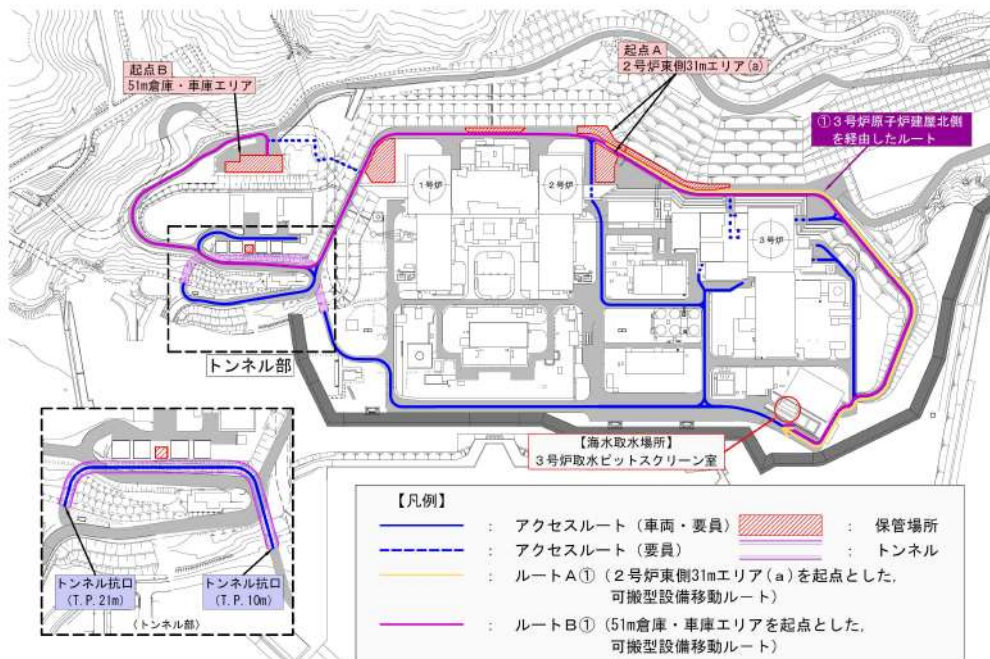 起点B
51m倉庫・車庫エリア
起点A
2号炉東側31mエリア(a)
①3号炉原子炉建屋北側
を経由したルート
1号炉
2号炉
3号炉
トンネル部
【海水取水場所】
3号炉取水ピットスクリーン室
トンネル坑口
(T.P.21m)
トンネル坑口
(T.P.10m)
(トンネル部)
【凡例】
: アクセスルート(車両・要員)
: 保管場所
: アクセスルート(要員)
: トンネル
: ルートA① (2号炉東側31mエリア(a)を起点とした,
可搬型設備移動ルート)
: ルートB① (51m倉庫・車庫エリアを起点とした,
可搬型設備移動ルート)